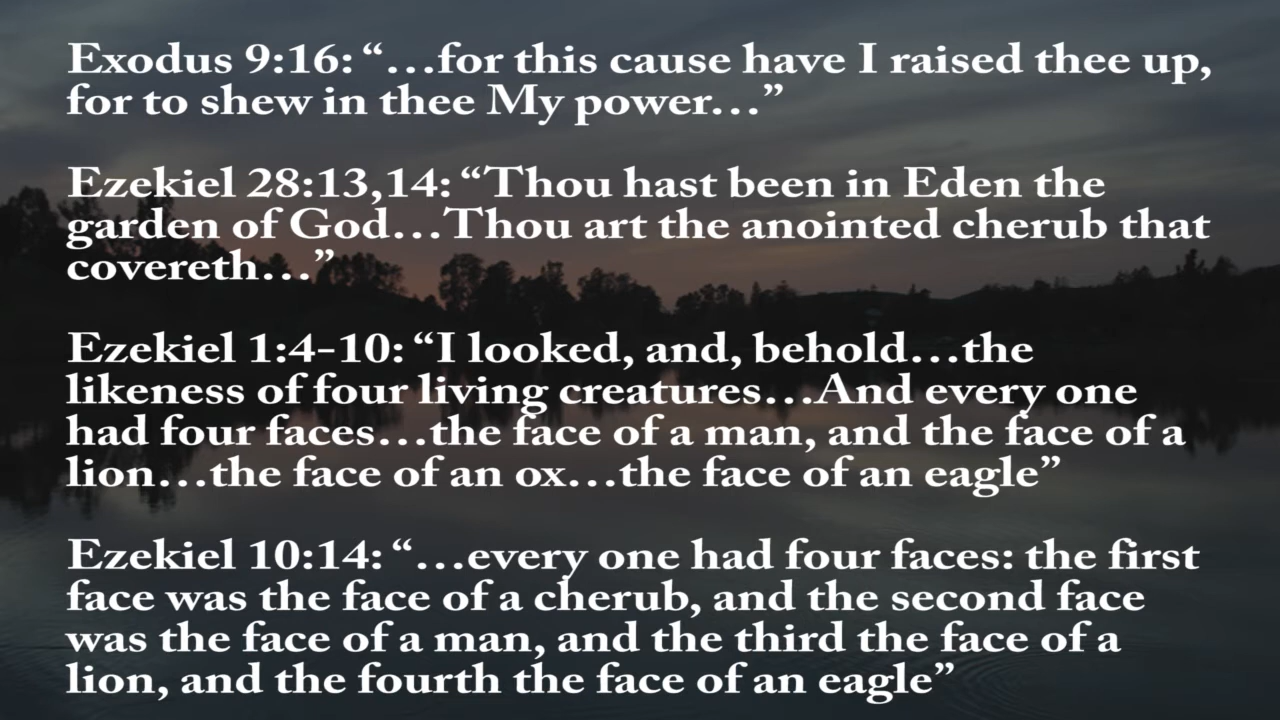 Exodus 9:16: “…for this cause have I raised thee up,
for to shew in thee My power…”
Ezekiel 28:13,14: “Thou hast been in Eden the
garden of God…Thou art the anointed cherub that
covereth…”
Ezekiel 1:4-10: “I looked, and, behold…the
likeness of four living creatures…And every one
had four faces…the face of a man, and the face of a
lion…the face of an ox…the face of an eagle”
Ezekiel 10:14: “…every one had four faces: the first
face was the face of a cherub, and the second face
was the face of a man, and the third the face of a
lion, and the fourth the face of an eagle”